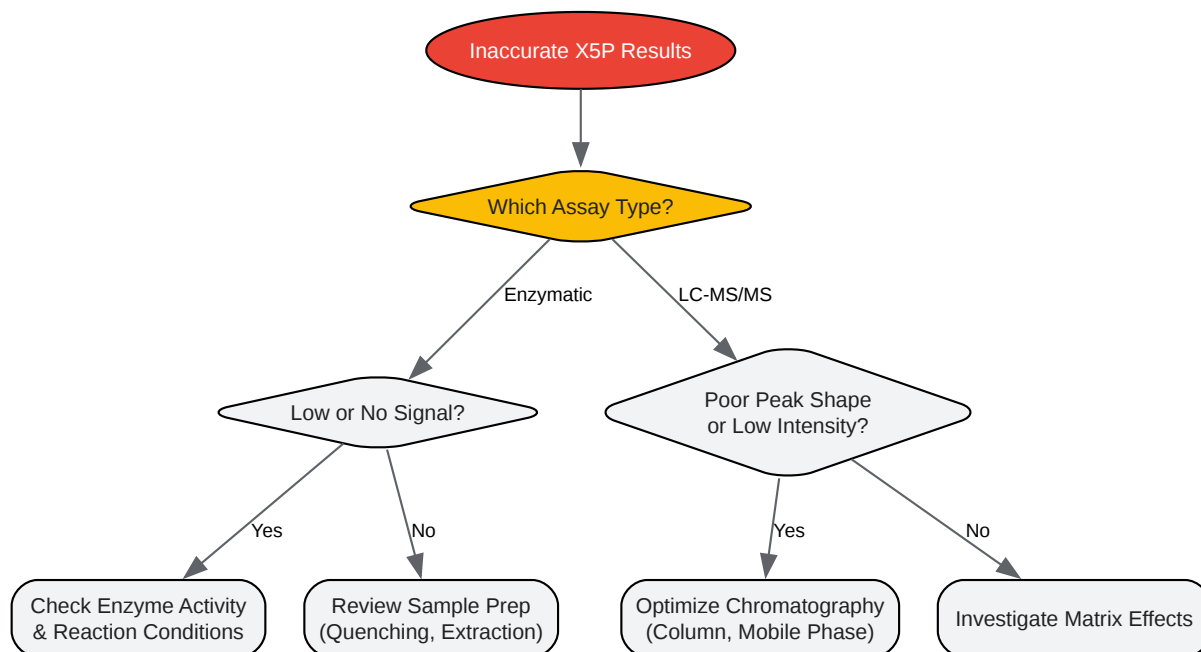 Inaccurate X5P Results
Which Assay Type?
Enzymatic
LC-MS/MS
Low or No Signal?
Poor Peak Shape
or Low Intensity?
Yes
No
Yes
No
Check Enzyme Activity
& Reaction Conditions
Review Sample Prep
(Quenching, Extraction)
Optimize Chromatography
(Column, Mobile Phase)
Investigate Matrix Effects